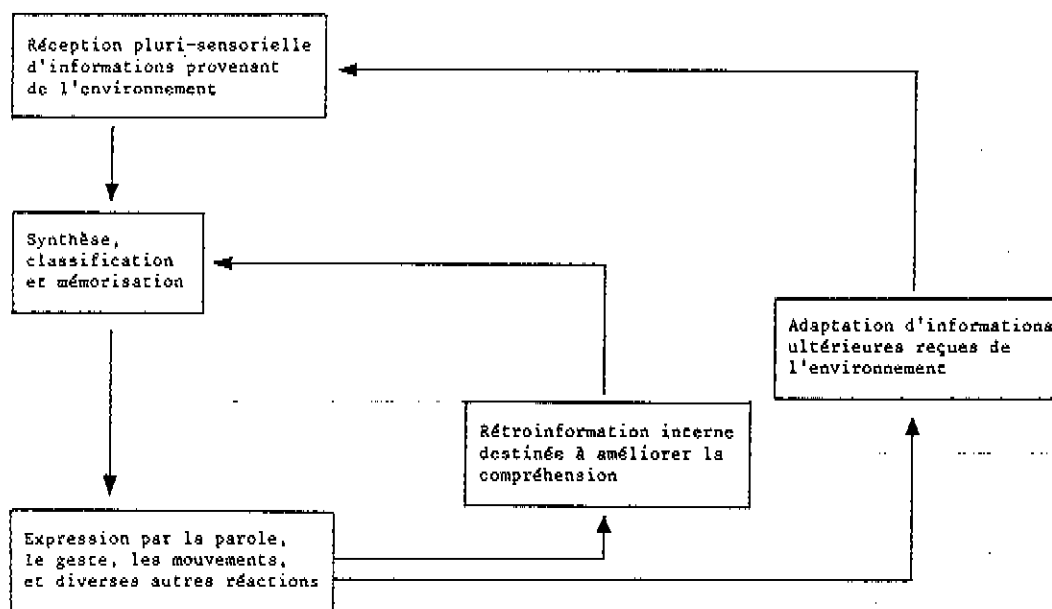 Réception pluri-sensorielle
d'informations provenant
de l'environnement
Synthèse,
classification
et mémorisation
Adaptation d'informations
ultérieures reçues de
l'environnement
Rétroinformation interne
destinée à améliorer la
compréhension
Expression par la parole,
le geste, les mouvements,
et diverses autres réactions